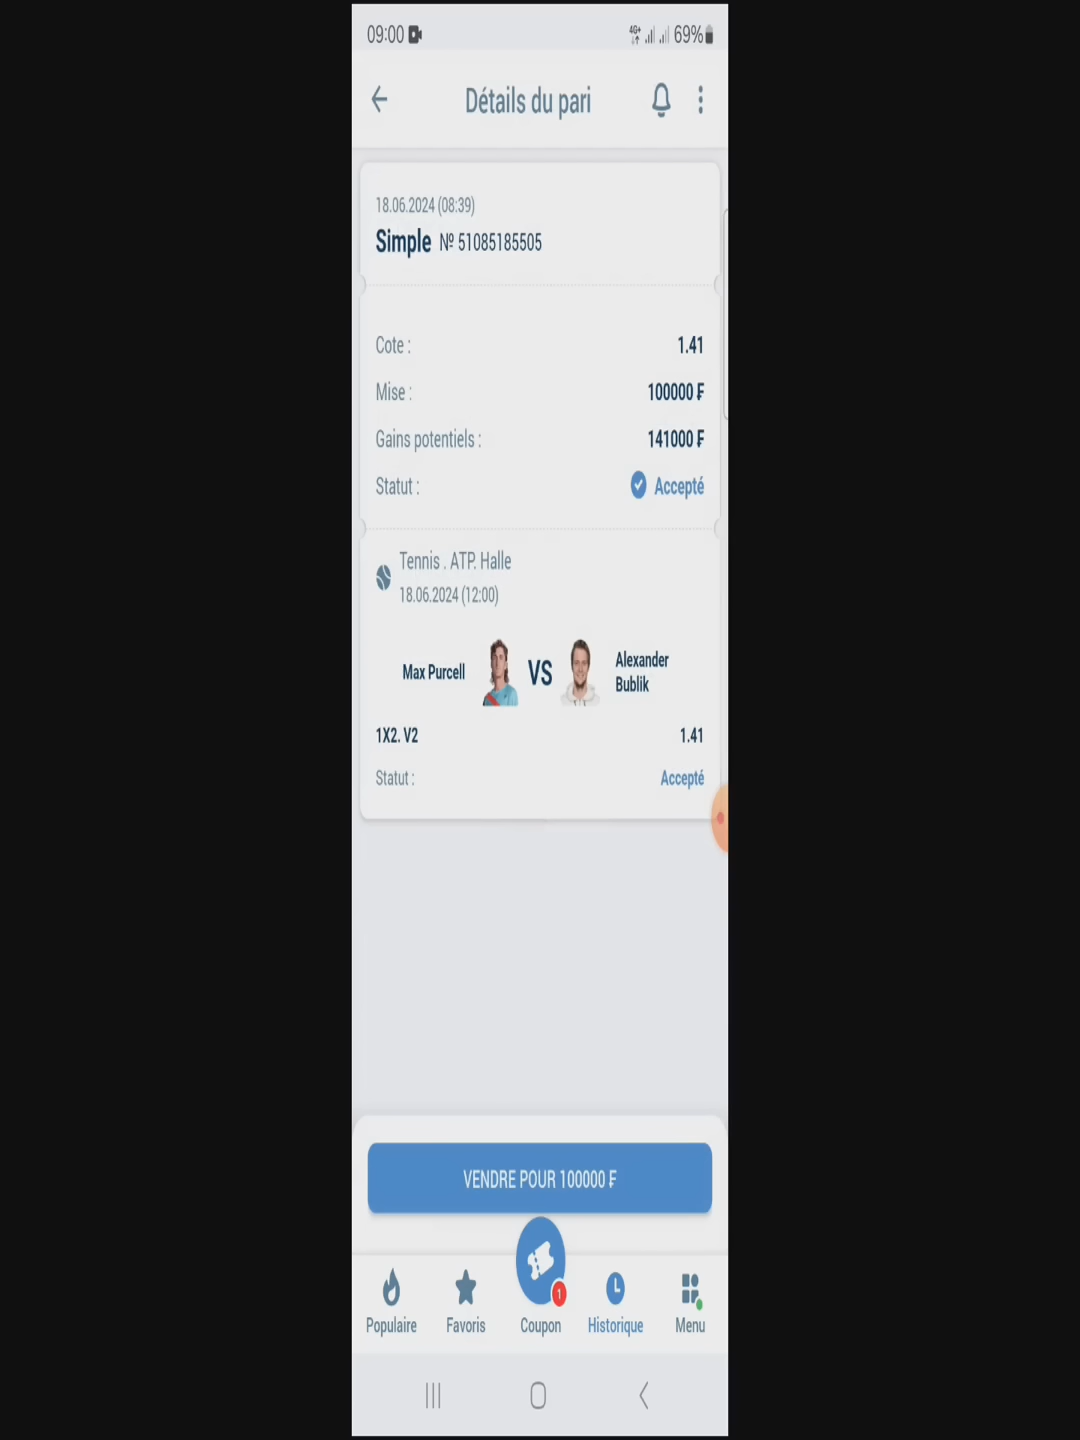 09:00
4G+ 69%
Détails du pari
18.06.2024 (08:39)
Simple Nº 51085185505
Cote : 1.41
Mise : 100000 ₣
Gains potentiels : 141000 ₣
Statut : Accepté
Tennis . ATP. Halle
18.06.2024 (12:00)
Max Purcell VS Alexander
Bublik
1X2. V2 1.41
Statut : Accepté
VENDRE POUR 100000 ₣
1
Populaire Favoris Coupon Historique Menu